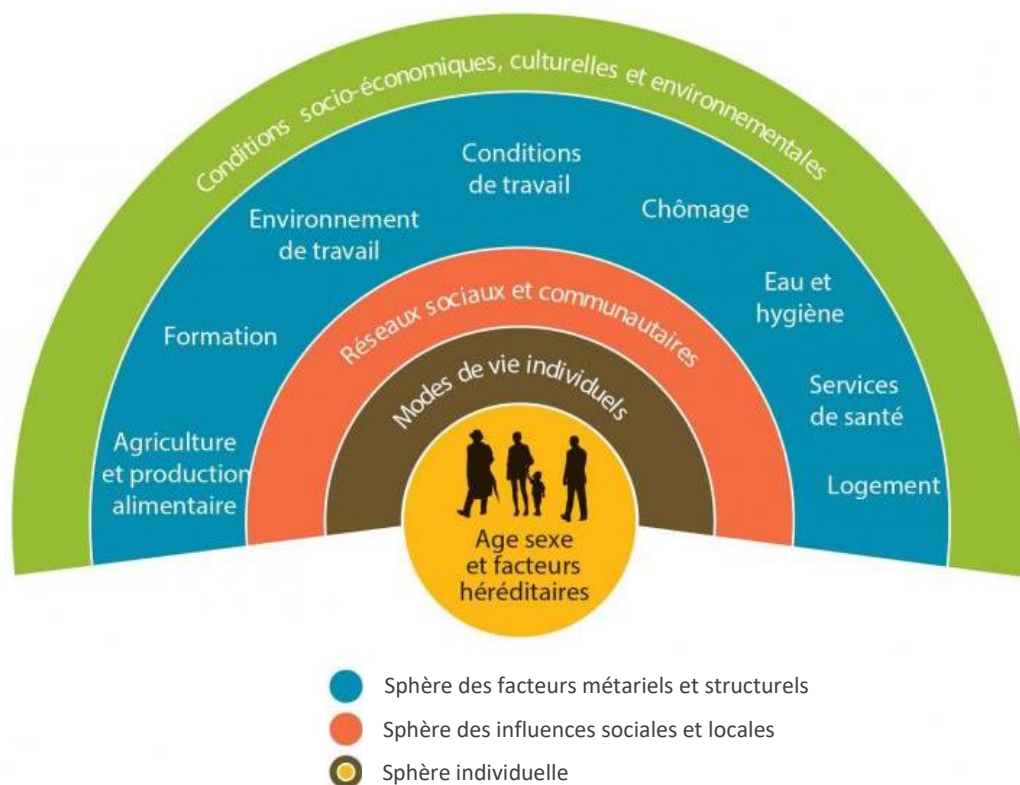 Conditions socio-économiques, culturelles et environnementales
Conditions
de travail
Environnement
de travail
Chômage
Eau et
hygiène
Formation
Réseaux sociaux et communautaires
Modes de vie individuels
Services
de santé
Agriculture
et production
alimentaire
Logement
Age sexe
et facteurs
héréditaires
Sphère des facteurs métariels et structurels
Sphère des influences sociales et locales
Sphère individuelle